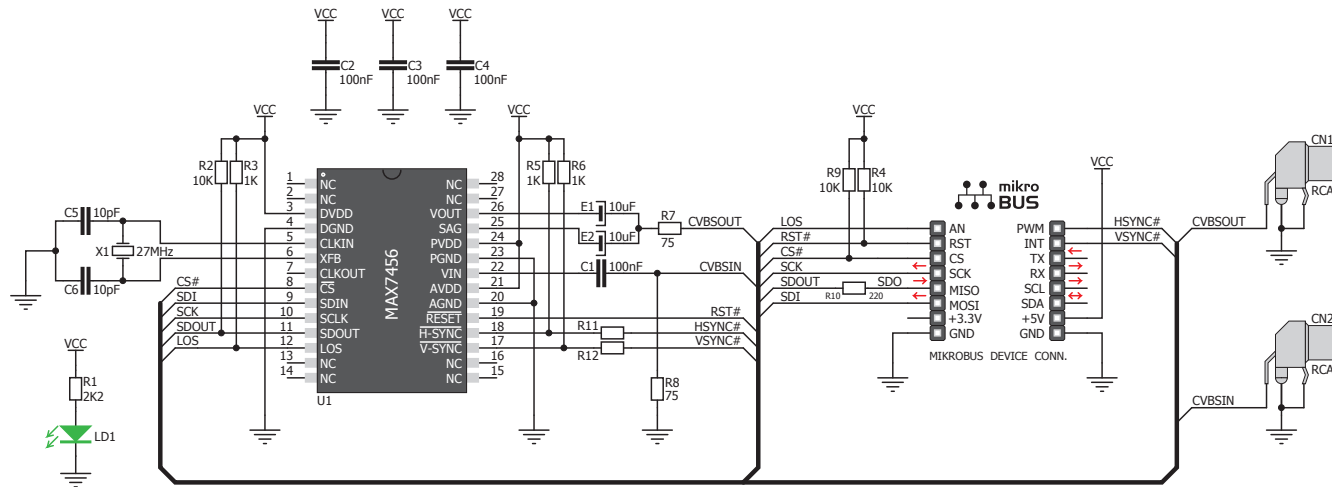 VCC VCC VCC
C2 C3 C4
100nF 100nF 100nF
VCC VCC VCC
R2 R3 R5 R6 R9 R4
10K 1K 1K 1K 10K 10K
CN1
RCA
VCC
mikro
BUS
1 NC NC 28
2 NC NC 27
3 DVDD VOUT 26
4 DGND SAG 25
5 CLKIN PVDD 24
6 XFB PGND 23
7 CLKOUT VIN 22
8 CS AVDD 21
9 SDIN AGND 20
10 SCLK RESET 19
11 SDOUT H-SYNC 18
12 LOS V-SYNC 17
13 NC NC 16
14 NC NC 15
MAX7456
U1
C5 10pF
X1 27MHz
C6 10pF
CS#
SDI
SCK
SDOUT
LOS
E1 10uF
E2 10uF
R7
75
CVBSOUT
C1 100nF
CVBSIN
RST#
R11 HSYNC#
R12 VSYNC#
R8
75
LOS AN PWM HSYNC#
RST# RST INT VSYNC#
CS# CS TX
SCK SCK RX
SDOUT SDO MISO SCL
R10 220
SDI MOSI SDA
+3.3V +5V
GND GND
MIKROBUS DEVICE CONN.
CVBSOUT
CN2
RCA
CVBSIN
VCC
R1
2K2
LD1